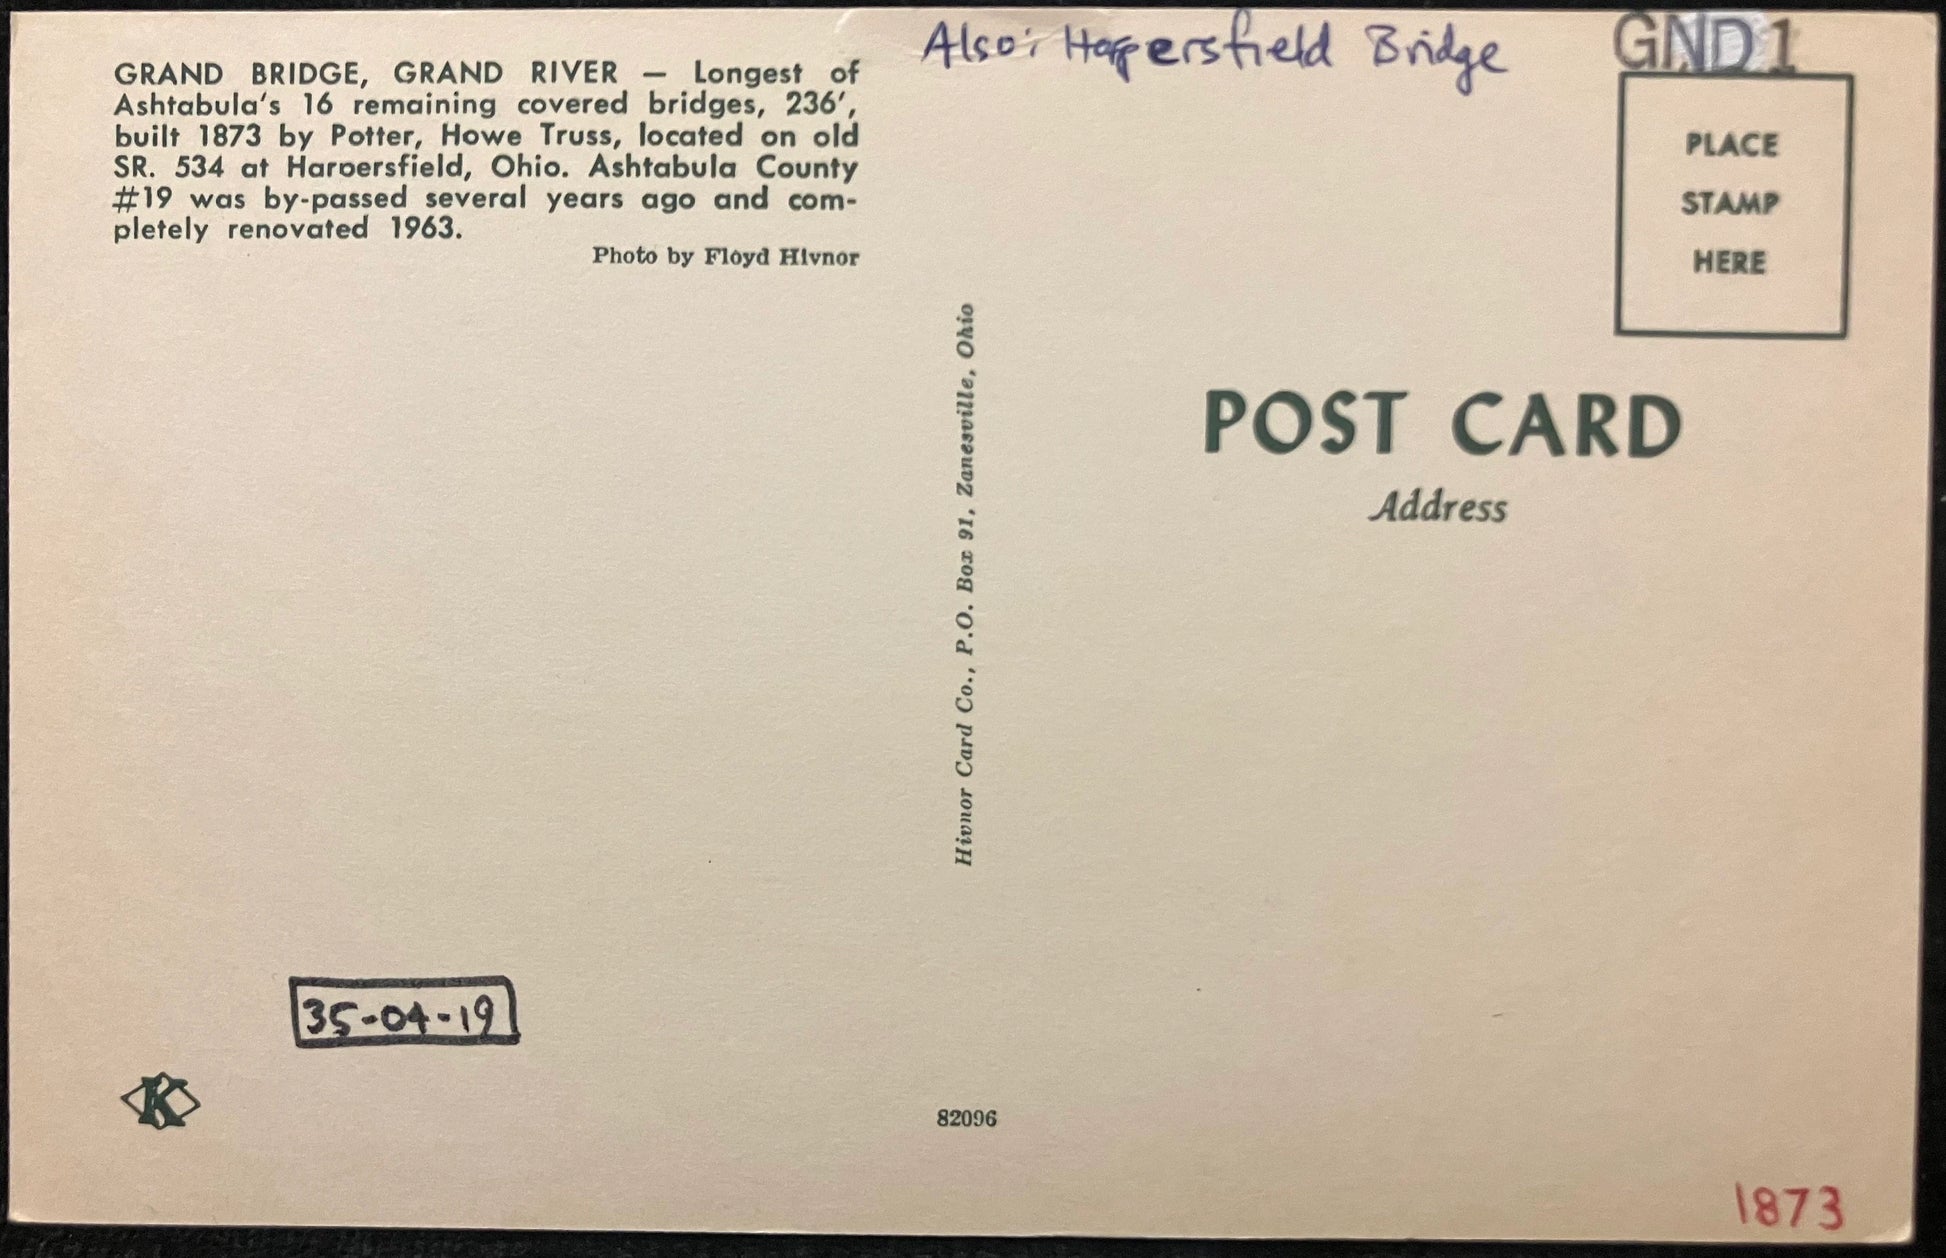 GRAND BRIDGE, GRAND RIVER — Longest of
Ashtabula's 16 remaining covered bridges, 236',
built 1873 by Potter, Howe Truss, located on old
SR. 534 at Harpersfield, Ohio. Ashtabula County
#19 was by-passed several years ago and com-
pletely renovated 1963.
Photo by Floyd Hivnor
Also: Harpersfield Bridge
GND1
PLACE
STAMP
HERE
Hivnor Card Co., P.O. Box 91, Zanesville, Ohio
POST CARD
Address
35-04-19
K
82096
1873